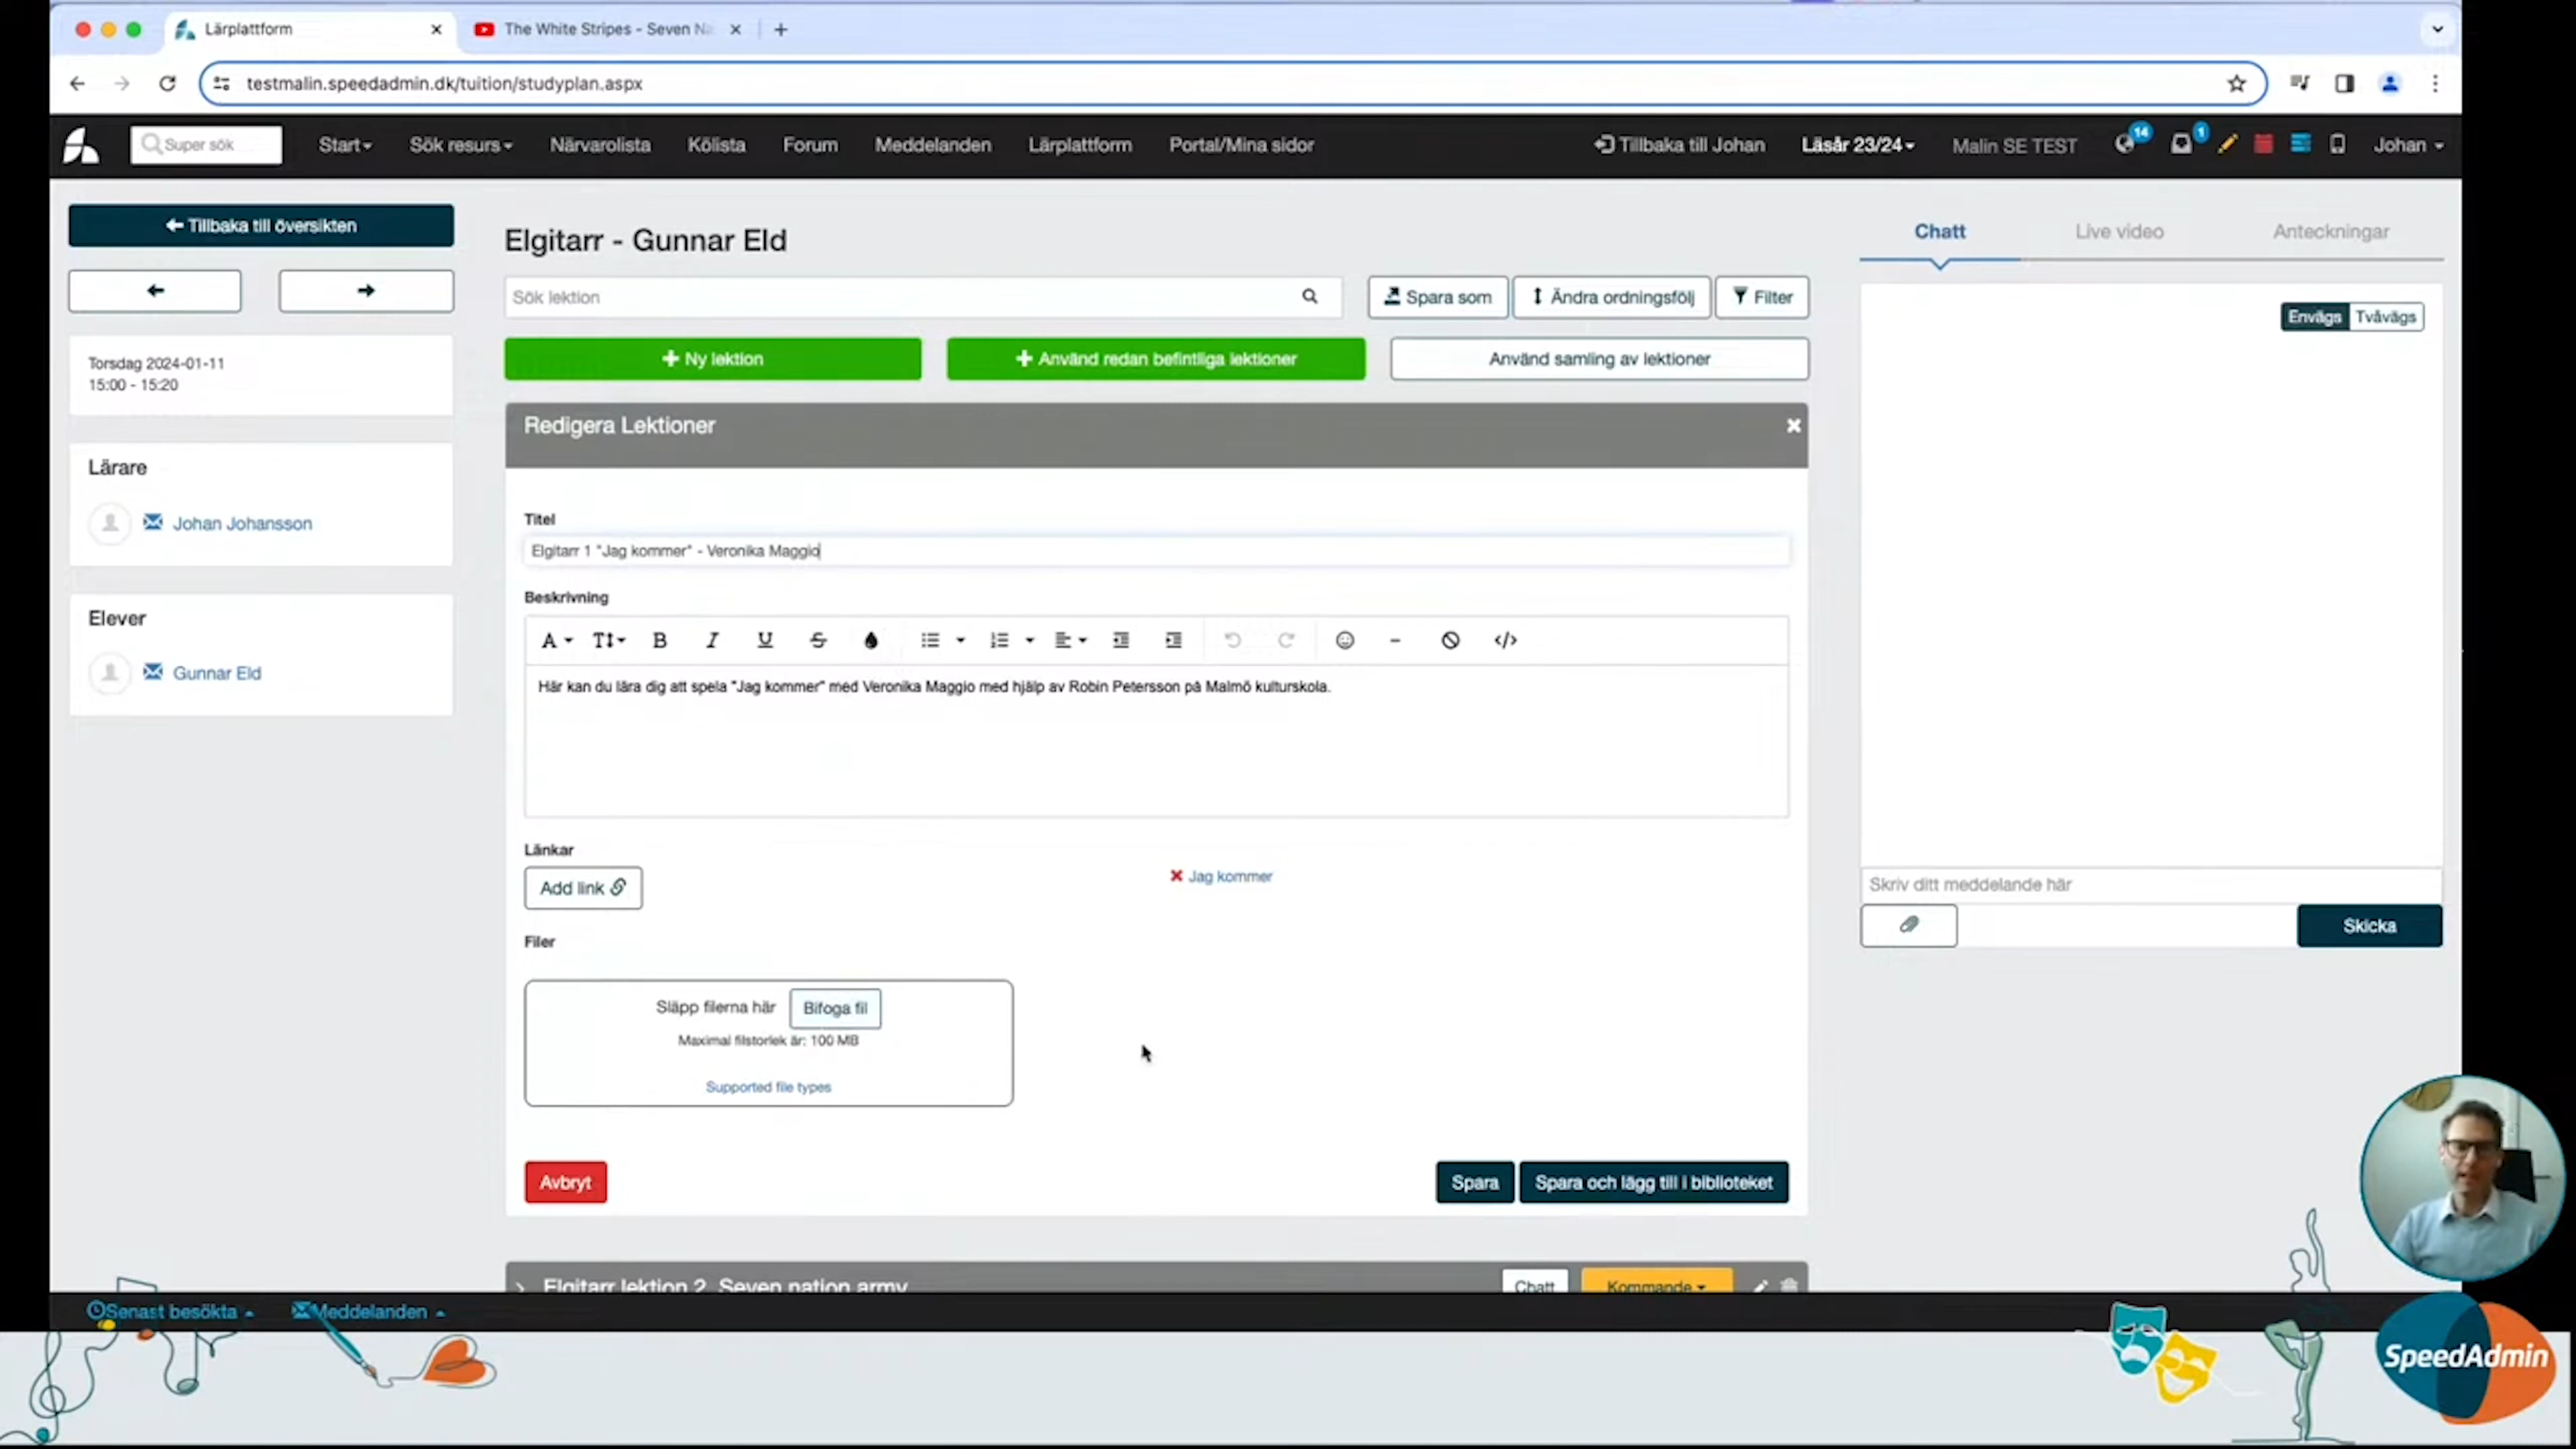 Lärplattform
The White Stripes - Seven Na
testmalin.speedadmin.dk/tuition/studyplan.aspx
Super sök
Start
Sök resurs
Närvarolista
Kölista
Forum
Meddelanden
Lärplattform
Portal/Mina sidor
Tillbaka till Johan
Läsår 23/24
Malin SE TEST
14
1
Johan
Tillbaka till översikten
Torsdag 2024-01-11
15:00 - 15:20
Lärare
Johan Johansson
Elever
Gunnar Eld
Elgitarr - Gunnar Eld
Sök lektion
Spara som
Ändra ordningsfölj
Filter
Ny lektion
Använd redan befintliga lektioner
Använd samling av lektioner
Redigera Lektioner
Titel
Elgitarr 1 "Jag kommer" - Veronika Maggio
Beskrivning
Här kan du lära dig att spela "Jag kommer" med Veronika Maggio med hjälp av Robin Petersson på Malmö kulturskola.
Länkar
Add link
Jag kommer
Filer
Släpp filerna här
Bifoga fil
Maximal filstorlek är: 100 MB
Supported file types
Avbryt
Spara
Spara och lägg till i biblioteket
Elgitarr lektion 2. Seven nation army
Chatt
Kommande
Chatt
Live video
Anteckningar
Envägs
Tvåvägs
Skriv ditt meddelande här
Skicka
Senast besökta
Meddelanden
SpeedAdmin